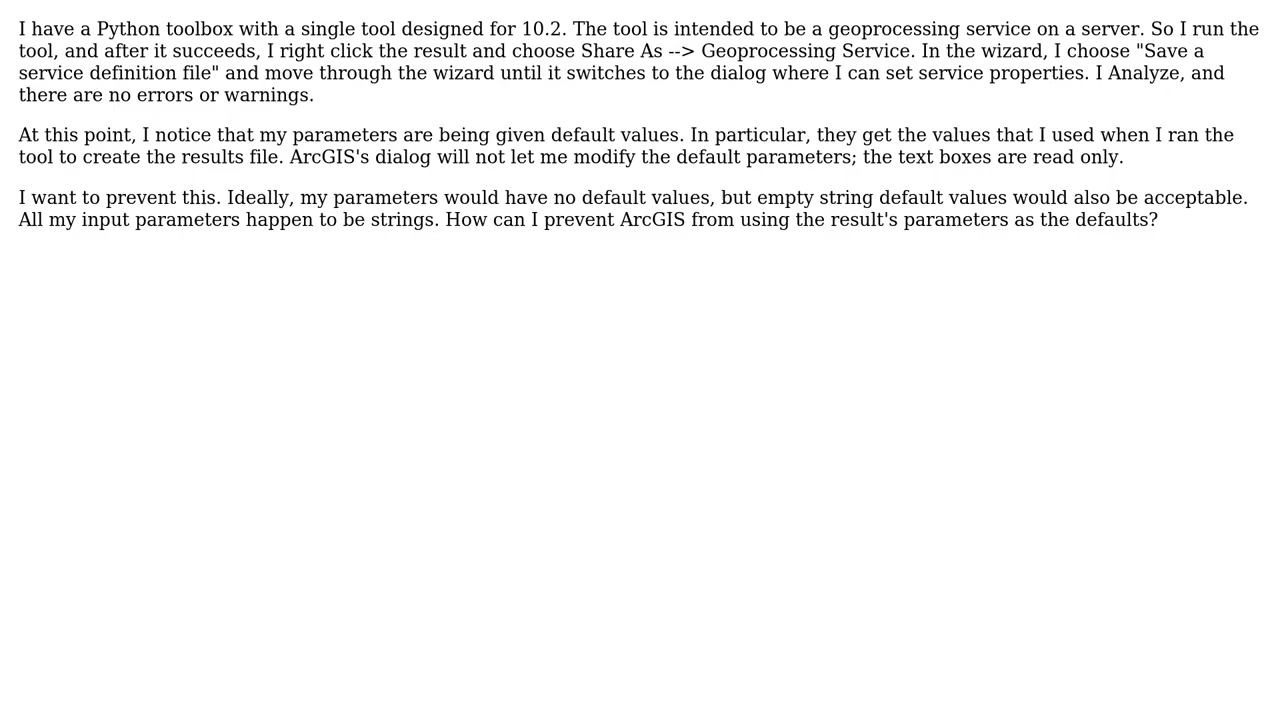 I have a Python toolbox with a single tool designed for 10.2. The tool is intended to be a geoprocessing service on a server. So I run the
tool, and after it succeeds, I right click the result and choose Share As --> Geoprocessing Service. In the wizard, I choose "Save a
service definition file" and move through the wizard until it switches to the dialog where I can set service properties. I Analyze, and
there are no errors or warnings.
At this point, I notice that my parameters are being given default values. In particular, they get the values that I used when I ran the
tool to create the results file. ArcGIS's dialog will not let me modify the default parameters; the text boxes are read only.
I want to prevent this. Ideally, my parameters would have no default values, but empty string default values would also be acceptable.
All my input parameters happen to be strings. How can I prevent ArcGIS from using the result's parameters as the defaults?